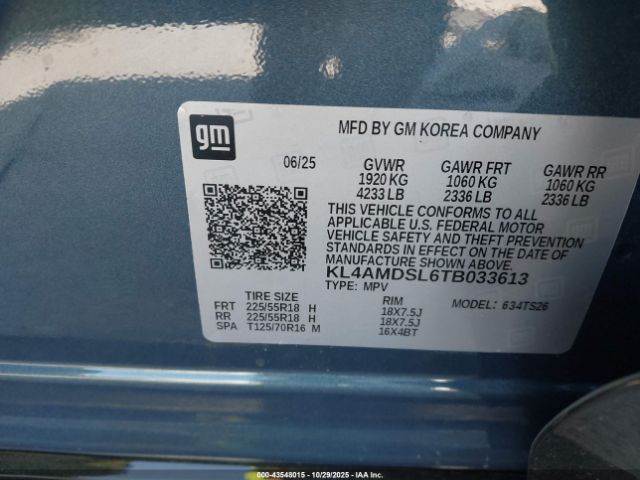 gm
MFD BY GM KOREA COMPANY
06/25 GVWR GAWR FRT GAWR RR
1920 KG 1060 KG 1060 KG
4233 LB 2336 LB 2336 LB
THIS VEHICLE CONFORMS TO ALL
APPLICABLE U.S. FEDERAL MOTOR
VEHICLE SAFETY AND THEFT PREVENTION
STANDARDS IN EFFECT ON THE DATE OF
MANUFACTURE SHOWN ABOVE.
KL4AMDSL6TB033613
TYPE: MPV
TIRE SIZE RIM MODEL: 634TS26
FRT 225/55R18 H 18X7.5J
RR 225/55R18 H 18X7.5J
SPA T125/70R16 M 16X4BT
000-43548015 - 10/29/2025 - IAAI.com